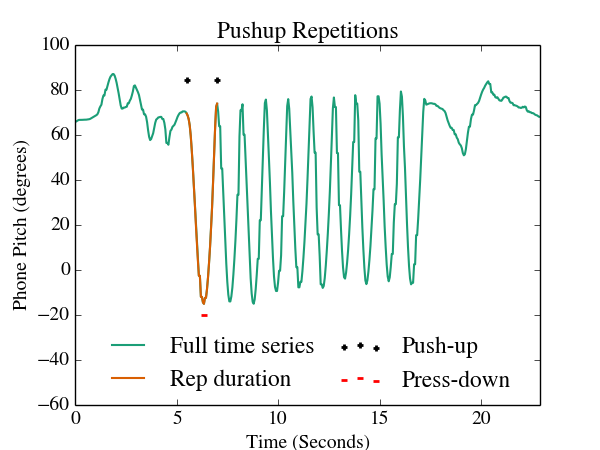 Pushup Repetitions
100
80
60
40
20
0
−20
−40
−60
Phone Pitch (degrees)
Full time series
Push-up
Rep duration
Press-down
0 5 10 15 20
Time (Seconds)